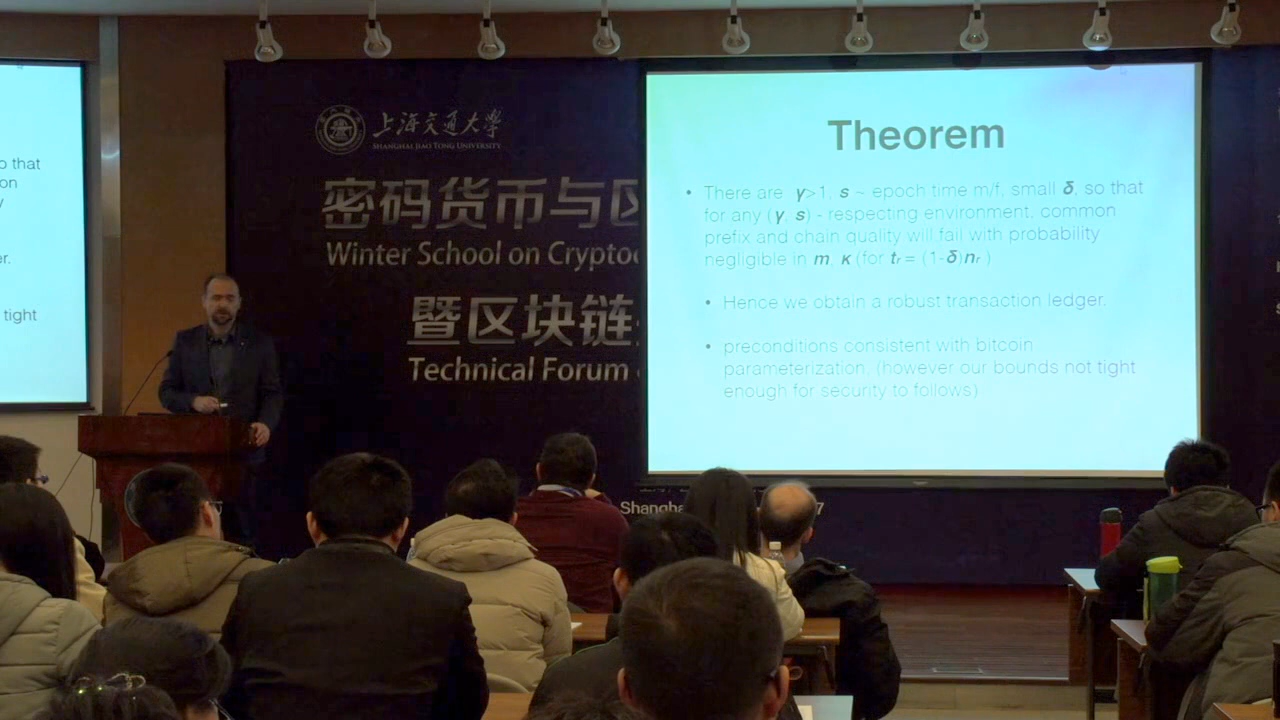 o that
on
er.
tight
上海交通大学
SHANGHAI JIAO TONG UNIVERSITY
密码货币与区
Winter School on Cryptoc
暨区块链
Technical Forum
Theorem
• There are γ>1, s ~ epoch time m/f, small δ, so that
for any (γ, s) - respecting environment, common
prefix and chain quality will fail with probability
negligible in m, κ (for tᵣ = (1-δ)nᵣ )
• Hence we obtain a robust transaction ledger.
• preconditions consistent with bitcoin
parameterization. (however our bounds not tight
enough for security to follows)
Shangha
7